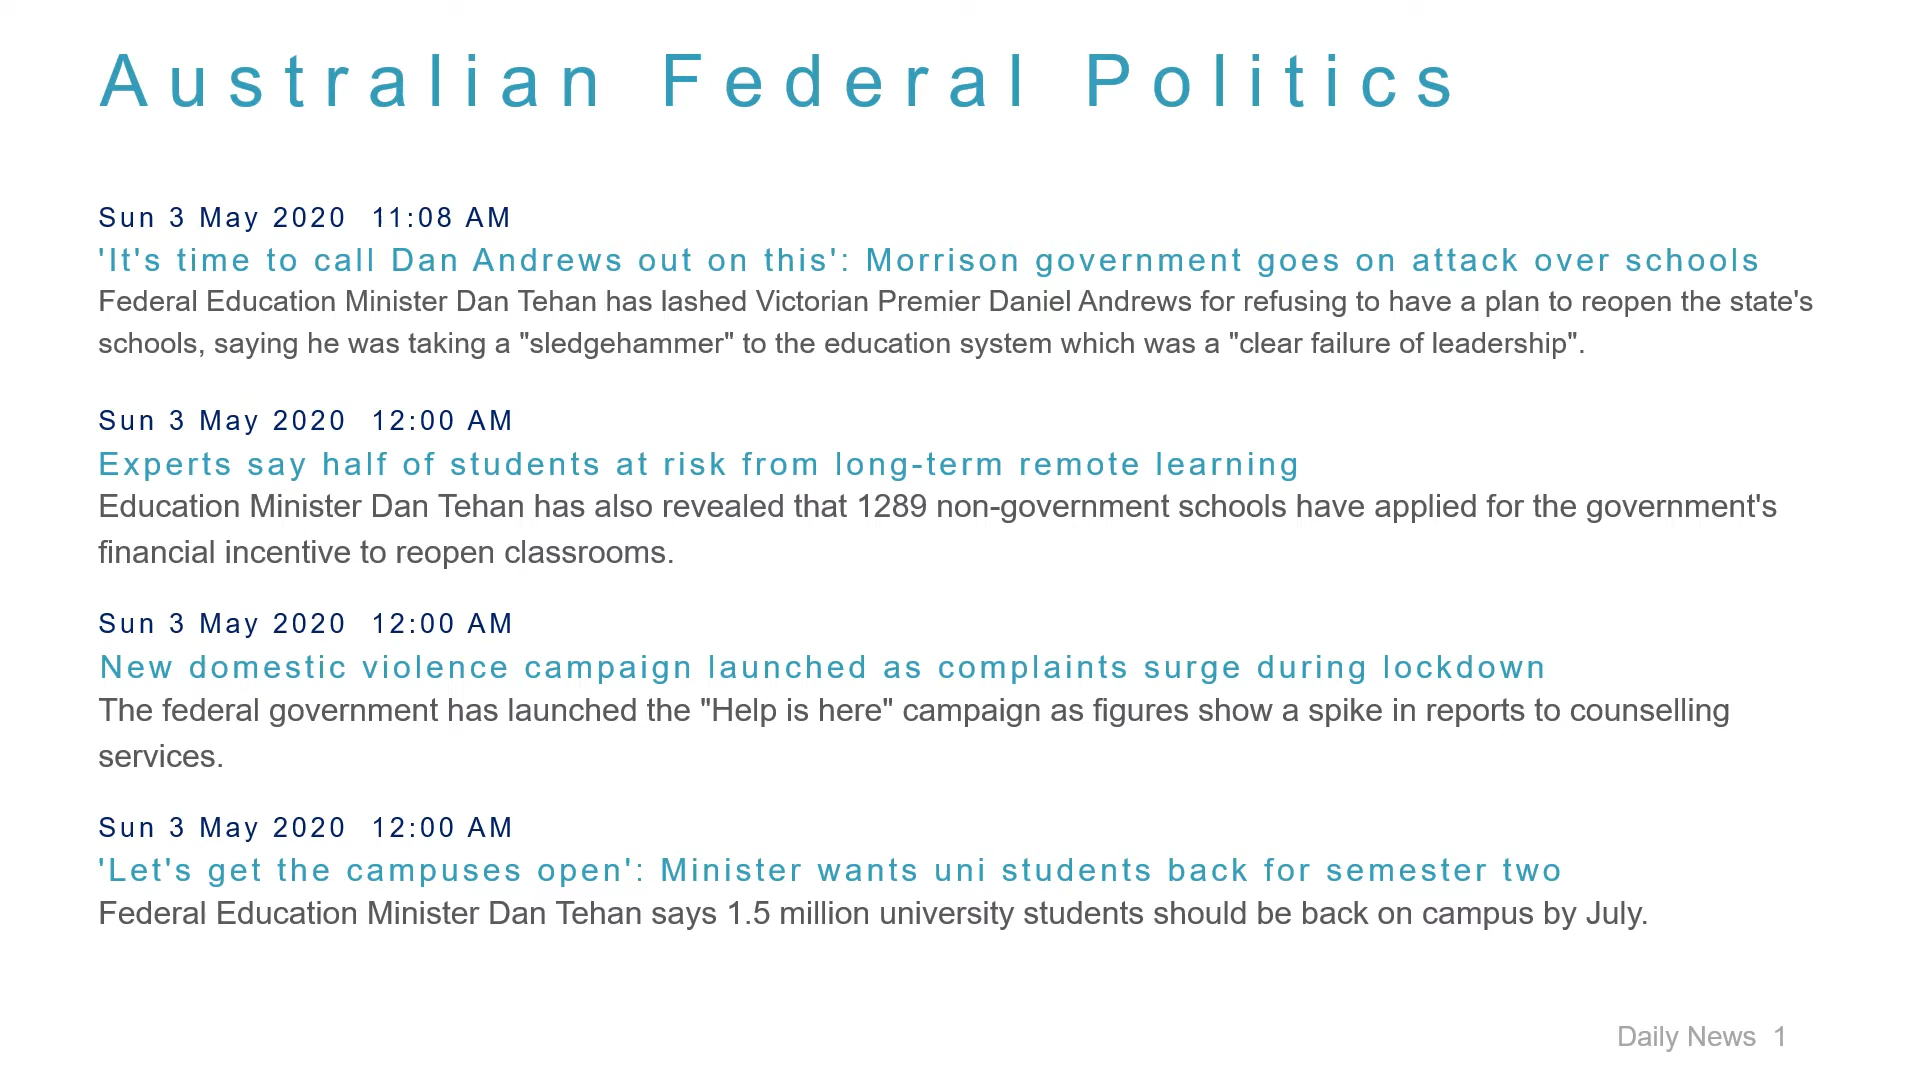 Australian Federal Politics
Sun 3 May 2020  11:08 AM
'It's time to call Dan Andrews out on this': Morrison government goes on attack over schools
Federal Education Minister Dan Tehan has lashed Victorian Premier Daniel Andrews for refusing to have a plan to reopen the state's
schools, saying he was taking a "sledgehammer" to the education system which was a "clear failure of leadership".
Sun 3 May 2020  12:00 AM
Experts say half of students at risk from long-term remote learning
Education Minister Dan Tehan has also revealed that 1289 non-government schools have applied for the government's
financial incentive to reopen classrooms.
Sun 3 May 2020  12:00 AM
New domestic violence campaign launched as complaints surge during lockdown
The federal government has launched the "Help is here" campaign as figures show a spike in reports to counselling
services.
Sun 3 May 2020  12:00 AM
'Let's get the campuses open': Minister wants uni students back for semester two
Federal Education Minister Dan Tehan says 1.5 million university students should be back on campus by July.
Daily News  1